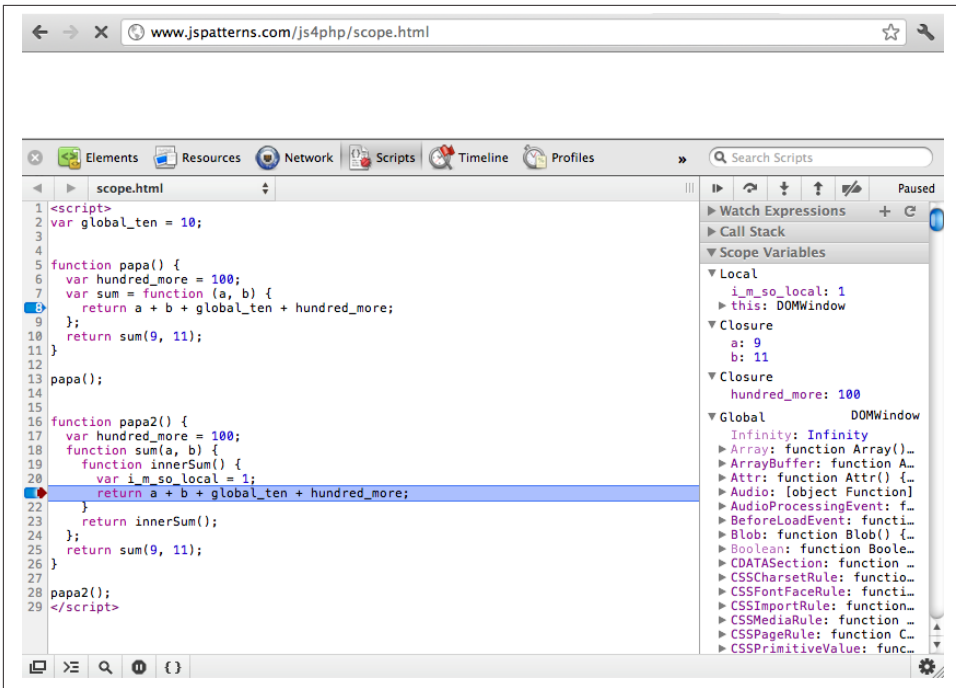 www.jspatterns.com/js4php/scope.html
Elements Resources Network Scripts Timeline Profiles » Search Scripts
scope.html Paused
1 <script>
2 var global_ten = 10;
3
4
5 function papa() {
6 var hundred_more = 100;
7 var sum = function (a, b) {
8 return a + b + global_ten + hundred_more;
9 };
10 return sum(9, 11);
11 }
12
13 papa();
14
15
16 function papa2() {
17 var hundred_more = 100;
18 function sum(a, b) {
19 function innerSum() {
20 var i_m_so_local = 1;
return a + b + global_ten + hundred_more;
22 }
23 return innerSum();
24 };
25 return sum(9, 11);
26 }
27
28 papa2();
29 </script>
Watch Expressions
Call Stack
Scope Variables
Local
i_m_so_local: 1
this: DOMWindow
Closure
a: 9
b: 11
Closure
hundred_more: 100
Global DOMWindow
Infinity: Infinity
Array: function Array()…
ArrayBuffer: function A…
Attr: function Attr() {…
Audio: [object Function]
AudioProcessingEvent: f…
BeforeLoadEvent: functi…
Blob: function Blob() {…
Boolean: function Boole…
CDATASection: function …
CSSCharsetRule: functio…
CSSFontFaceRule: functi…
CSSImportRule: function…
CSSMediaRule: function …
CSSPageRule: function C…
CSSPrimitiveValue: func…